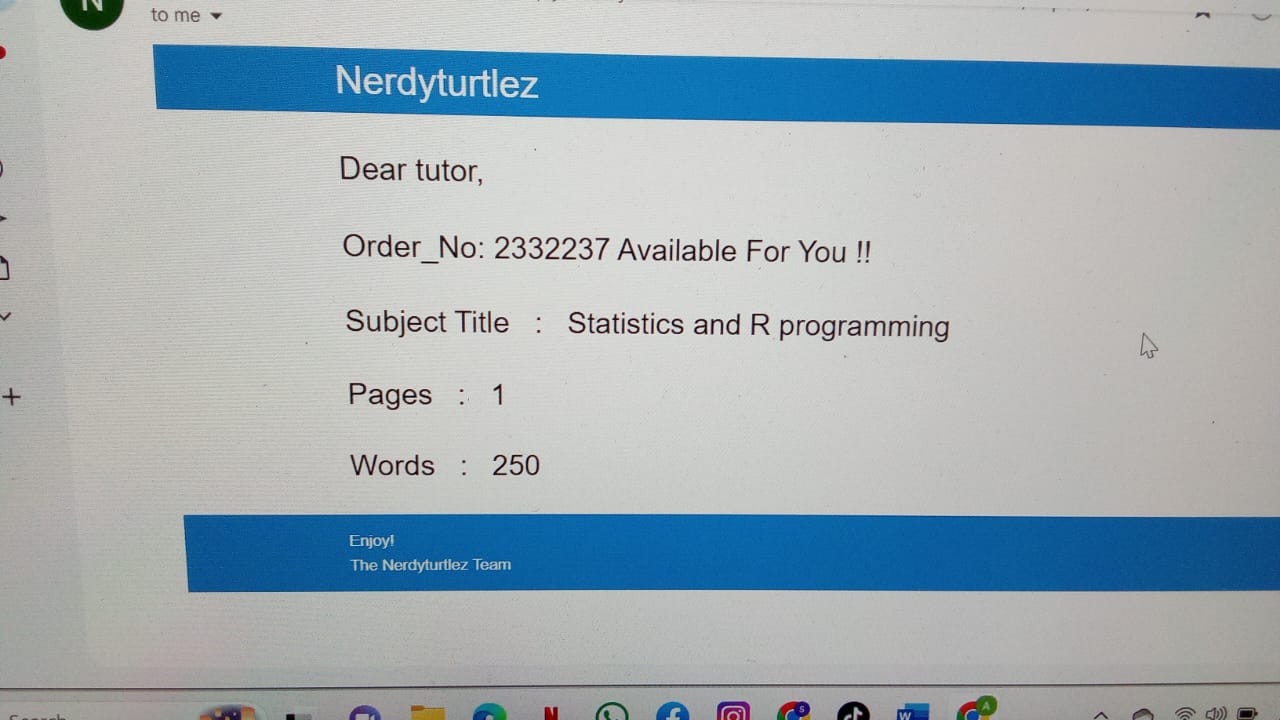 N
to me
Nerdyturtlez
Dear tutor,
Order_No: 2332237 Available For You !!
Subject Title : Statistics and R programming
Pages : 1
Words : 250
Enjoy!
The Nerdyturtlez Team
Search